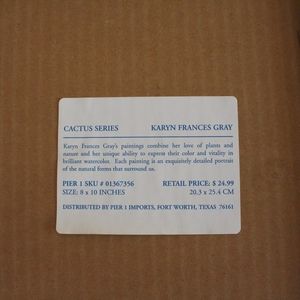 CACTUS SERIES KARYN FRANCES GRAY
Karyn Frances Gray's paintings combine her love of plants and
nature and her unique ability to express their color and vitality in
brilliant watercolor. Each painting is an exquisitely detailed portrait
of the natural forms that surround us.
PIER 1 SKU # 01367356 RETAIL PRICE: $ 24.99
SIZE: 8 x 10 INCHES 20.3 x 25.4 CM
DISTRIBUTED BY PIER 1 IMPORTS, FORT WORTH, TEXAS 76161